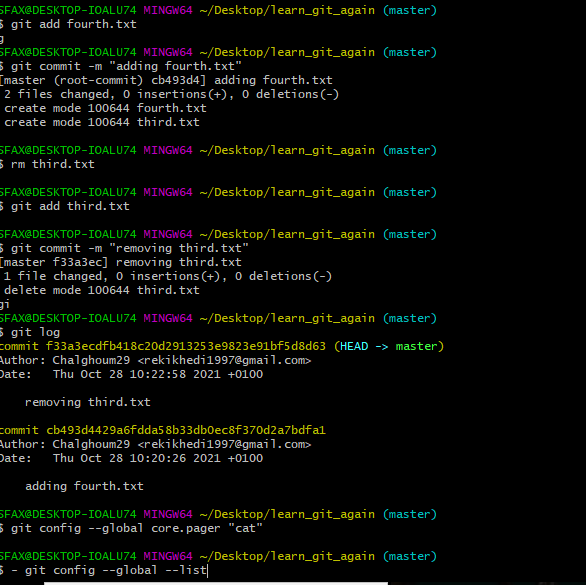 SFAX@DESKTOP-IOALU74 MINGW64 ~/Desktop/learn_git_again (master)
$ git add fourth.txt
g
SFAX@DESKTOP-IOALU74 MINGW64 ~/Desktop/learn_git_again (master)
$ git commit -m "adding fourth.txt"
[master (root-commit) cb493d4] adding fourth.txt
 2 files changed, 0 insertions(+), 0 deletions(-)
 create mode 100644 fourth.txt
 create mode 100644 third.txt

SFAX@DESKTOP-IOALU74 MINGW64 ~/Desktop/learn_git_again (master)
$ rm third.txt

SFAX@DESKTOP-IOALU74 MINGW64 ~/Desktop/learn_git_again (master)
$ git add third.txt

SFAX@DESKTOP-IOALU74 MINGW64 ~/Desktop/learn_git_again (master)
$ git commit -m "removing third.txt"
[master f33a3ec] removing third.txt
 1 file changed, 0 insertions(+), 0 deletions(-)
 delete mode 100644 third.txt
gi
SFAX@DESKTOP-IOALU74 MINGW64 ~/Desktop/learn_git_again (master)
$ git log
commit f33a3ecdfb418c20d2913253e9823e91bf5d8d63 (HEAD -> master)
Author: Chalghoum29 <rekikhedi1997@gmail.com>
Date:   Thu Oct 28 10:22:58 2021 +0100

    removing third.txt

commit cb493d4429a6fdda58b33db0ec8f370d2a7bdfa1
Author: Chalghoum29 <rekikhedi1997@gmail.com>
Date:   Thu Oct 28 10:20:26 2021 +0100

    adding fourth.txt

SFAX@DESKTOP-IOALU74 MINGW64 ~/Desktop/learn_git_again (master)
$ git config --global core.pager "cat"

SFAX@DESKTOP-IOALU74 MINGW64 ~/Desktop/learn_git_again (master)
$ - git config --global --list